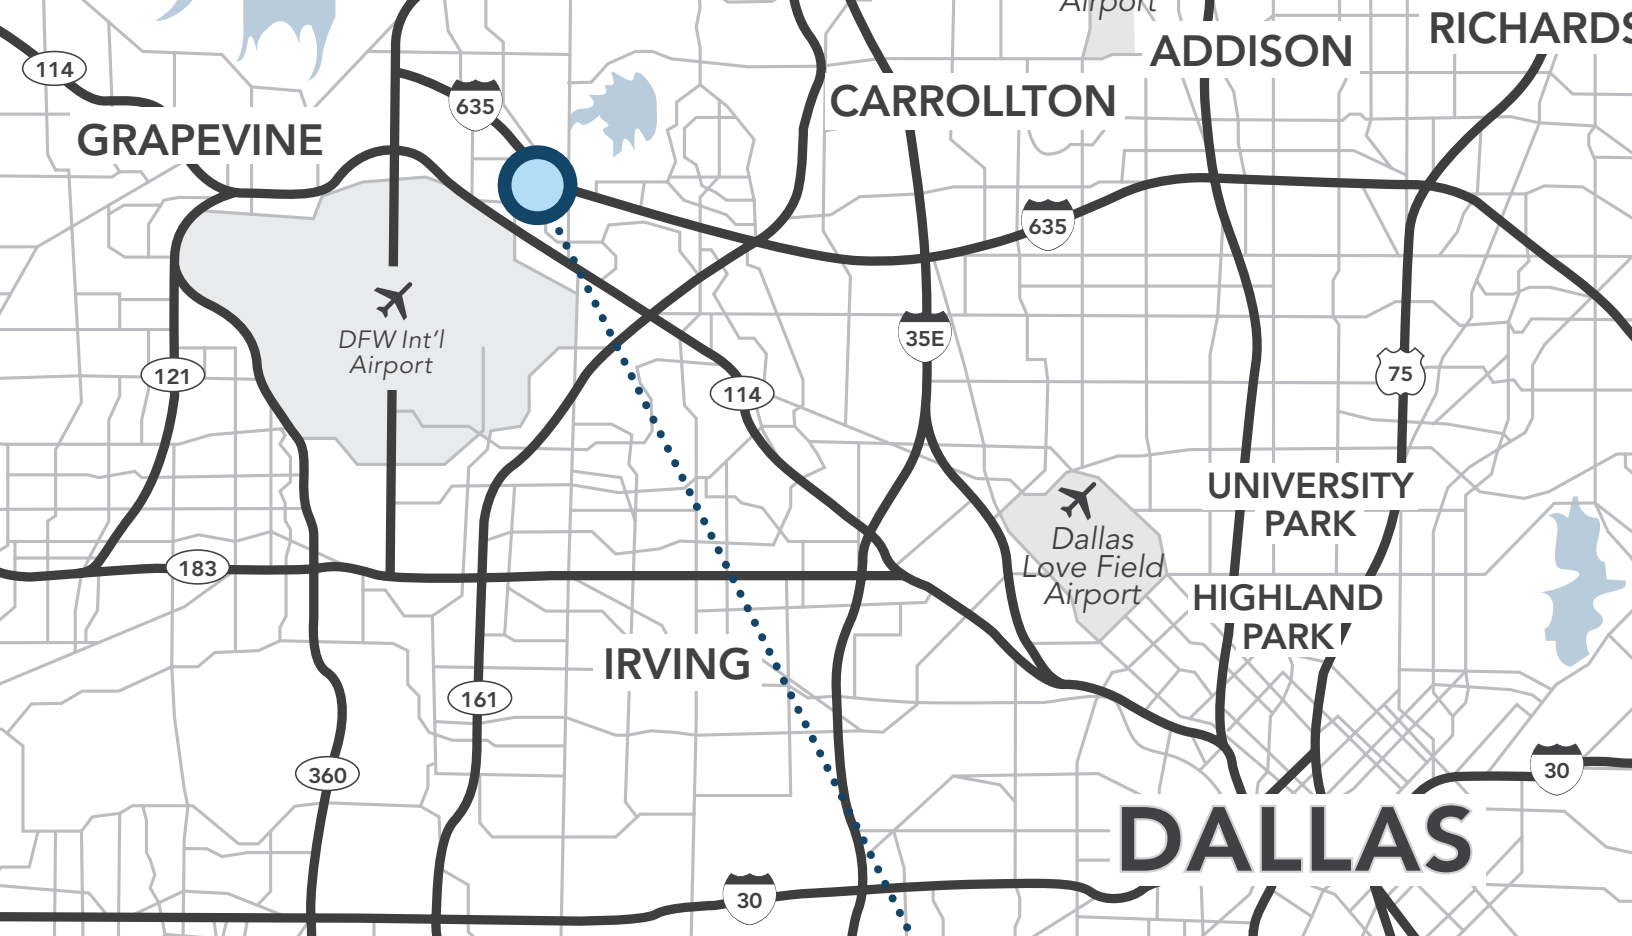 Airport
RICHARDS
ADDISON
114
635
CARROLLTON
GRAPEVINE
635
DFW Int'l
Airport
35E
121
114
75
UNIVERSITY
PARK
Dallas
Love Field
Airport
183
HIGHLAND
PARK
IRVING
161
360
30
DALLAS
30